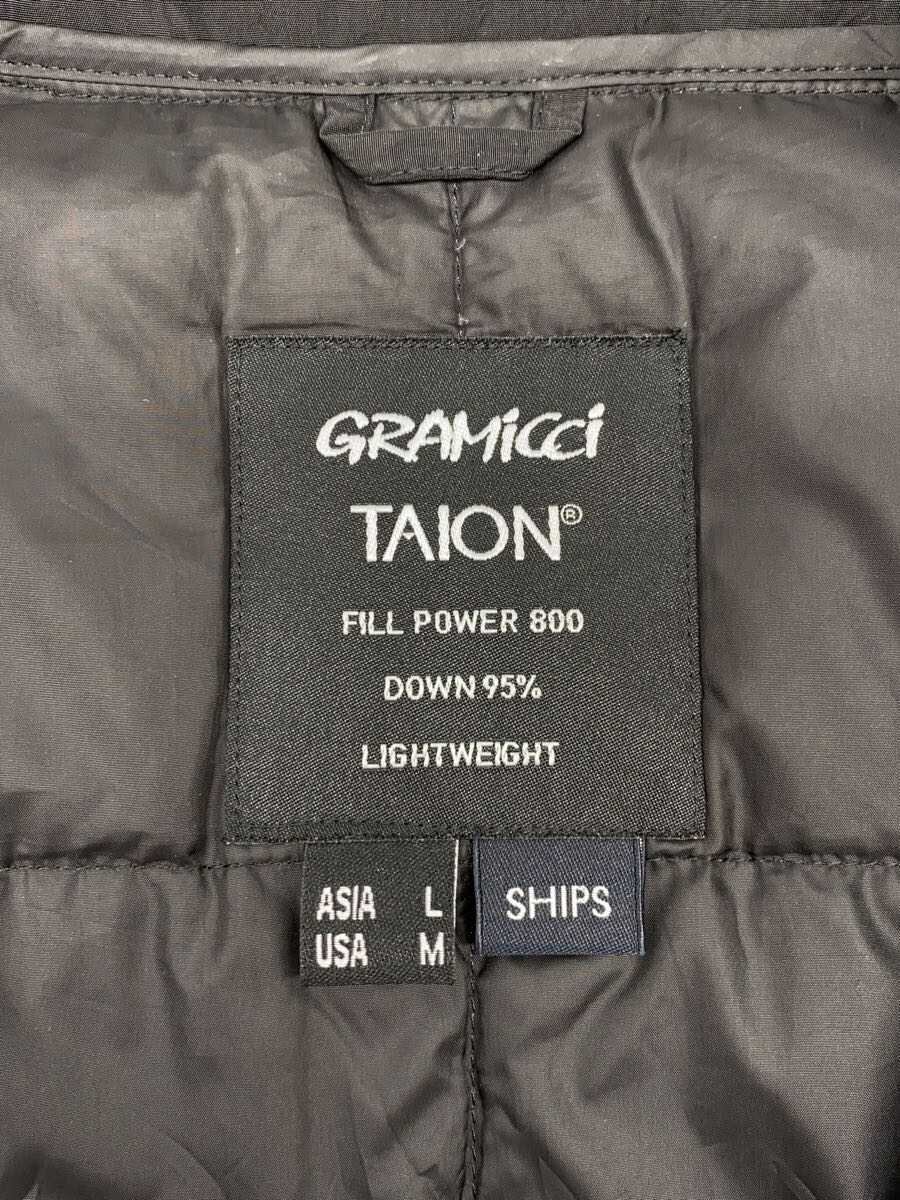 GRAMiCCi
TAION®
FILL POWER 800
DOWN 95%
LIGHTWEIGHT
ASIA L
USA M
SHIPS